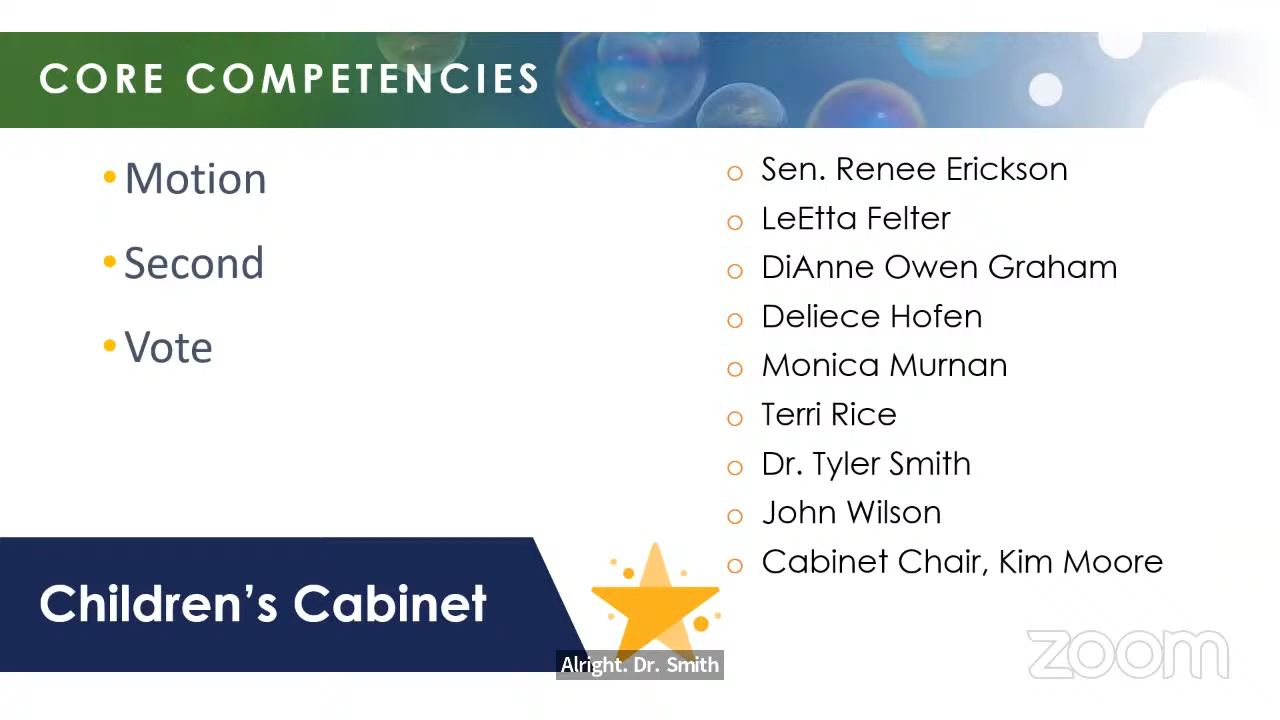 CORE COMPETENCIES
• Motion
• Second
• Vote
o Sen. Renee Erickson
o LeEtta Felter
o DiAnne Owen Graham
o Deliece Hofen
o Monica Murnan
o Terri Rice
o Dr. Tyler Smith
o John Wilson
o Cabinet Chair, Kim Moore
Children's Cabinet
Alright. Dr. Smith
zoom